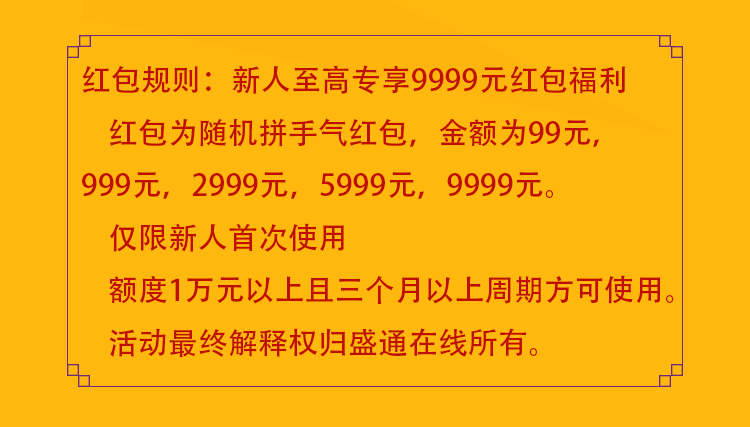 红包规则：新人至高专享9999元红包福利
红包为随机拼手气红包，金额为99元，
999元，2999元，5999元，9999元。
仅限新人首次使用
额度1万元以上且三个月以上周期方可使用。
活动最终解释权归盛通在线所有。